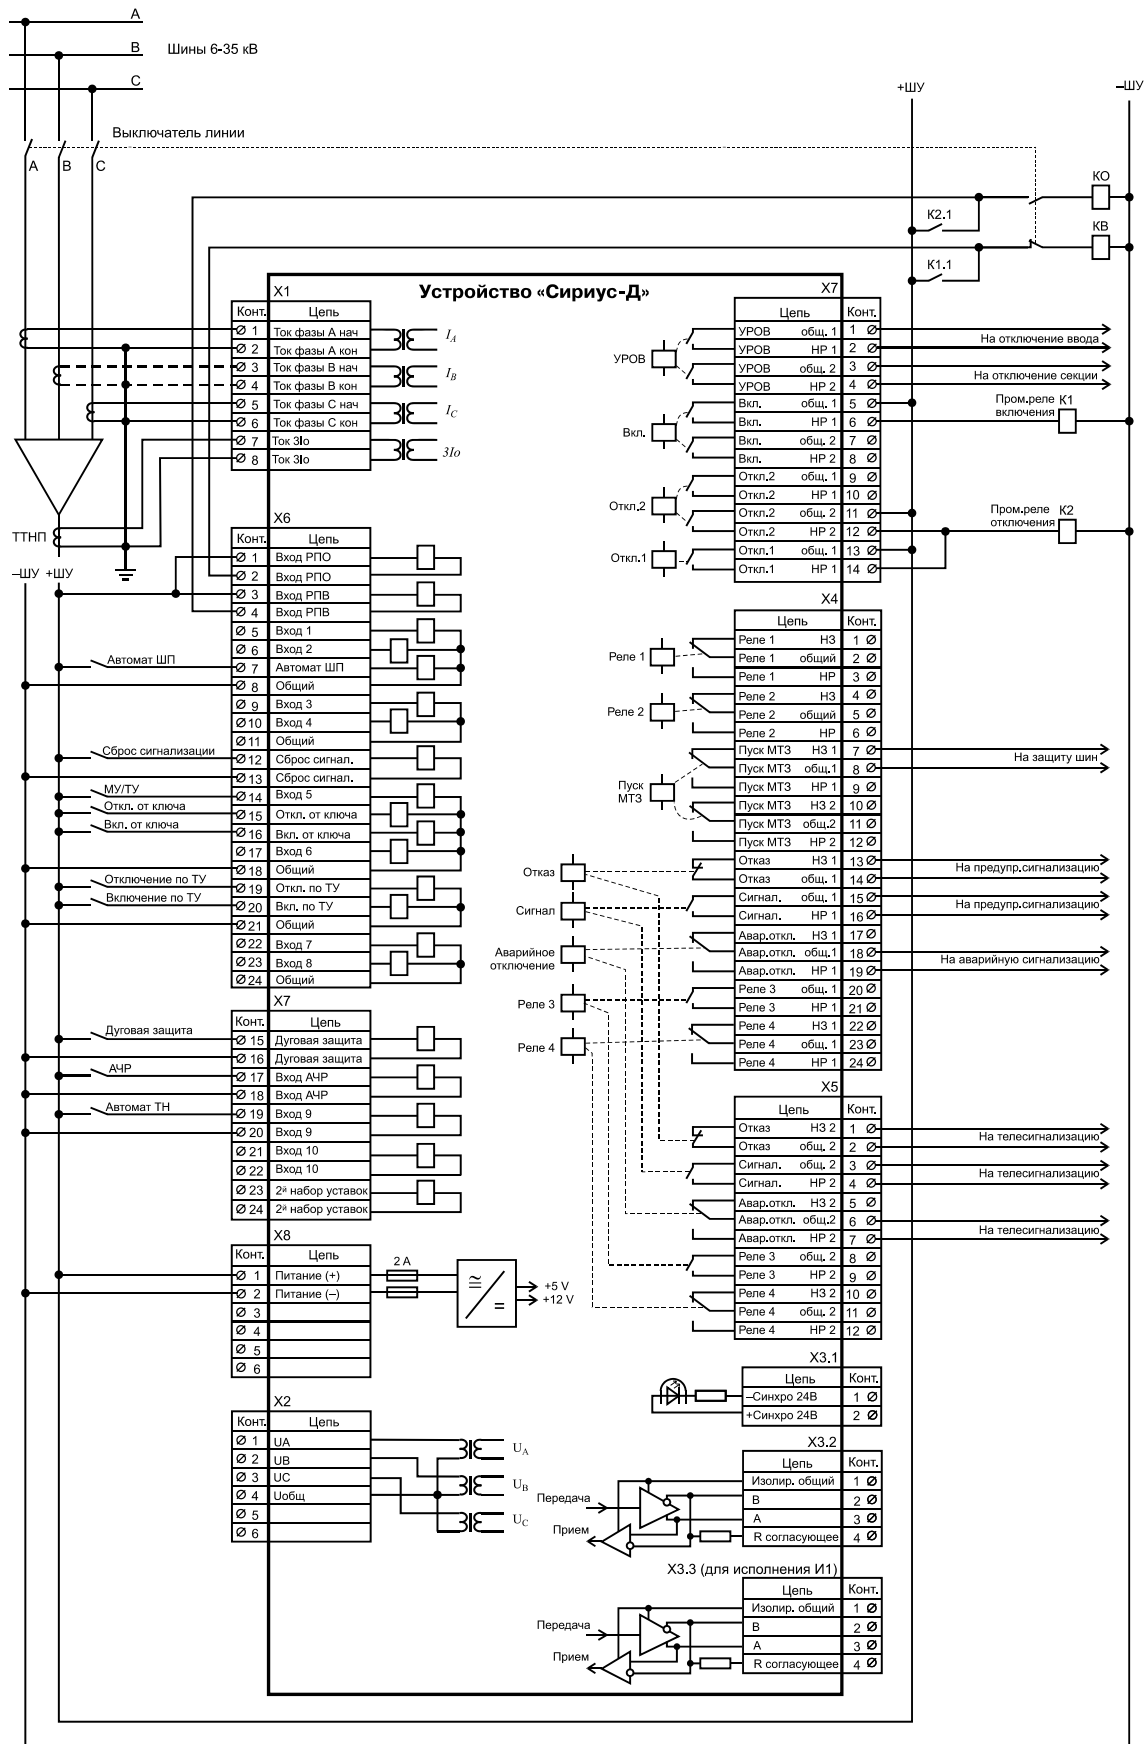 A
B Шины 6-35 кВ
C
+ШУ
–ШУ
Выключатель линии
A B C
КО
К2.1
КВ
К1.1
Устройство «Сириус-Д»
X1
Конт. Цепь
1 Ток фазы А нач
2 Ток фазы А кон
3 Ток фазы В нач
4 Ток фазы В кон
5 Ток фазы С нач
6 Ток фазы С кон
7 Ток 3Io
8 Ток 3Io
IA
IB
IC
3Io
ТТНП
–ШУ +ШУ
X6
Конт. Цепь
1 Вход РПО
2 Вход РПО
3 Вход РПВ
4 Вход РПВ
5 Вход 1
6 Вход 2
Автомат ШП 7 Автомат ШП
8 Общий
9 Вход 3
10 Вход 4
11 Общий
Сброс сигнализации 12 Сброс сигнал.
13 Сброс сигнал.
МУ/ТУ 14 Вход 5
Откл. от ключа 15 Откл. от ключа
Вкл. от ключа 16 Вкл. от ключа
17 Вход 6
18 Общий
Отключение по ТУ 19 Откл. по ТУ
Включение по ТУ 20 Вкл. по ТУ
21 Общий
22 Вход 7
23 Вход 8
24 Общий
X7
Конт. Цепь
Дуговая защита 15 Дуговая защита
16 Дуговая защита
АЧР 17 Вход АЧР
18 Вход АЧР
Автомат ТН 19 Вход 9
20 Вход 9
21 Вход 10
22 Вход 10
23 2й набор уставок
24 2й набор уставок
X8
Конт. Цепь
1 Питание (+)
2 Питание (–)
3
4
5
6
2 А
≅
=
+5 V
+12 V
X2
Конт. Цепь
1 UA
2 UB
3 UC
4 Uобщ
5
6
UA
UB
UC
X7
Цепь Конт.
УРОВ общ. 1 1
УРОВ НР 1 2
На отключение ввода
УРОВ общ. 2 3
УРОВ НР 2 4
На отключение секции
Вкл. общ. 1 5
Вкл. НР 1 6
Пром.реле включения К1
Вкл. общ. 2 7
Вкл. НР 2 8
Откл.2 общ. 1 9
Откл.2 НР 1 10
Откл.2 общ. 2 11
Откл.2 НР 2 12
Пром.реле отключения К2
Откл.1 общ. 1 13
Откл.1 НР 1 14
УРОВ
Вкл.
Откл.2
Откл.1
X4
Цепь Конт.
Реле 1 НЗ 1
Реле 1 общий 2
Реле 1 НР 3
Реле 2 НЗ 4
Реле 2 общий 5
Реле 2 НР 6
Пуск МТЗ НЗ 1 7
Пуск МТЗ общ.1 8
На защиту шин
Пуск МТЗ НР 1 9
Пуск МТЗ НЗ 2 10
Пуск МТЗ общ.2 11
Пуск МТЗ НР 2 12
Отказ НЗ 1 13
Отказ общ. 1 14
На предупр.сигнализацию
Сигнал. общ. 1 15
Сигнал. НР 1 16
На предупр.сигнализацию
Авар.откл. НЗ 1 17
Авар.откл. общ.1 18
Авар.откл. НР 1 19
На аварийную сигнализацию
Реле 3 общ. 1 20
Реле 3 НР 1 21
Реле 4 НЗ 1 22
Реле 4 общ. 1 23
Реле 4 НР 1 24
Реле 1
Реле 2
Пуск
МТЗ
Отказ
Сигнал
Аварийное
отключение
Реле 3
Реле 4
X5
Цепь Конт.
Отказ НЗ 2 1
Отказ общ. 2 2
На телесигнализацию
Сигнал. общ. 2 3
Сигнал. НР 2 4
На телесигнализацию
Авар.откл. НЗ 2 5
Авар.откл. общ.2 6
Авар.откл. НР 2 7
На телесигнализацию
Реле 3 общ. 2 8
Реле 3 НР 2 9
Реле 4 НЗ 2 10
Реле 4 общ. 2 11
Реле 4 НР 2 12
X3.1
Цепь Конт.
–Синхро 24В 1
+Синхро 24В 2
X3.2
Цепь Конт.
Изолир. общий 1
B 2
A 3
R согласующее 4
Передача
Прием
X3.3 (для исполнения И1)
Цепь Конт.
Изолир. общий 1
B 2
A 3
R согласующее 4
Передача
Прием